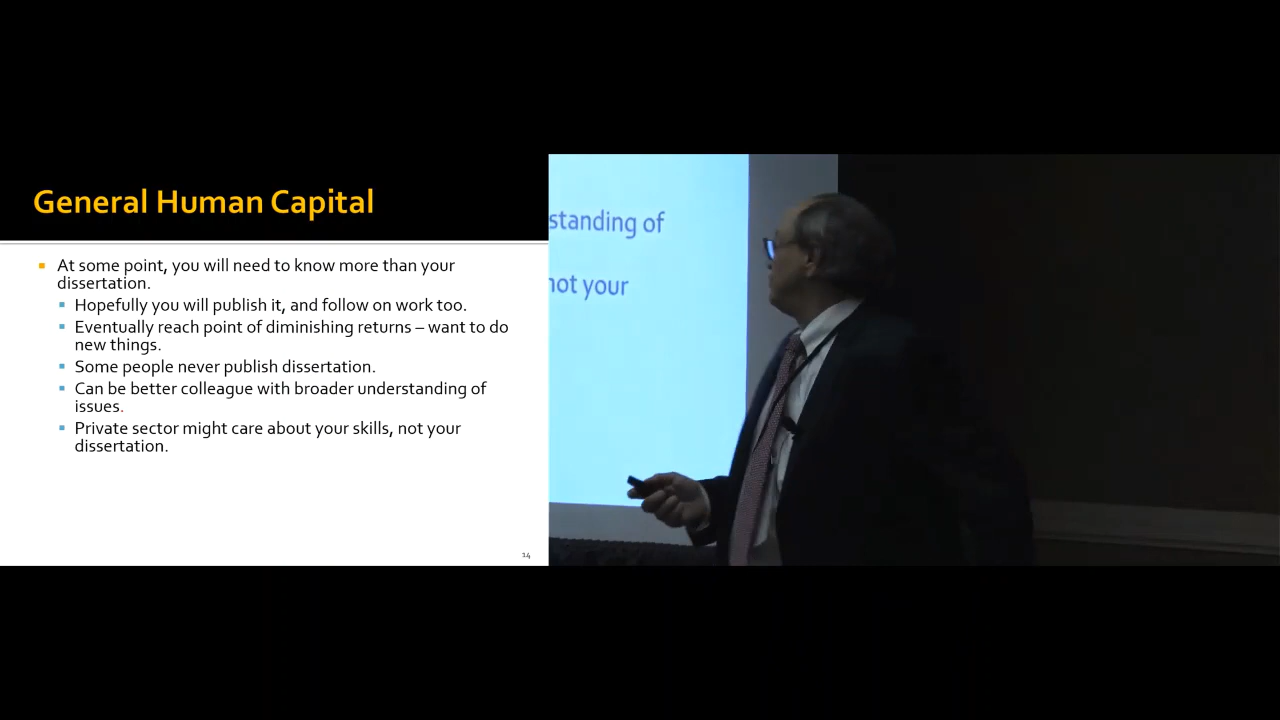 General Human Capital
At some point, you will need to know more than your
dissertation.
Hopefully you will publish it, and follow on work too.
Eventually reach point of diminishing returns – want to do
new things.
Some people never publish dissertation.
Can be better colleague with broader understanding of
issues.
Private sector might care about your skills, not your
dissertation.
14
standing of
not your